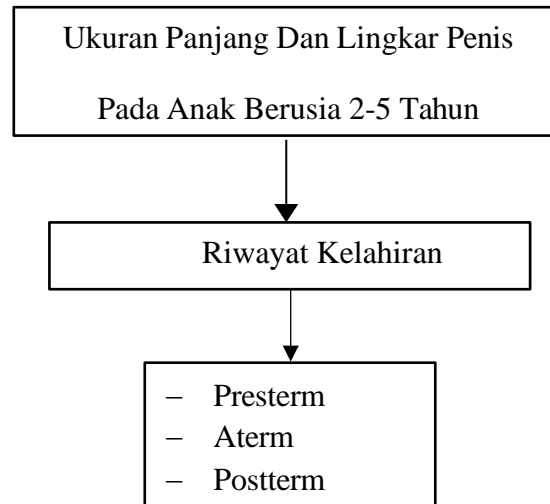 Ukuran Panjang Dan Lingkar Penis
Pada Anak Berusia 2-5 Tahun
Riwayat Kelahiran
– Presterm
– Aterm
– Postterm